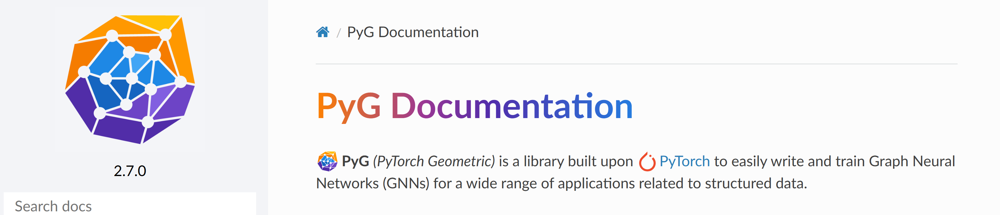 / PyG Documentation
PyG Documentation
PyG (PyTorch Geometric) is a library built upon PyTorch to easily write and train Graph Neural
Networks (GNNs) for a wide range of applications related to structured data.
2.7.0
Search docs